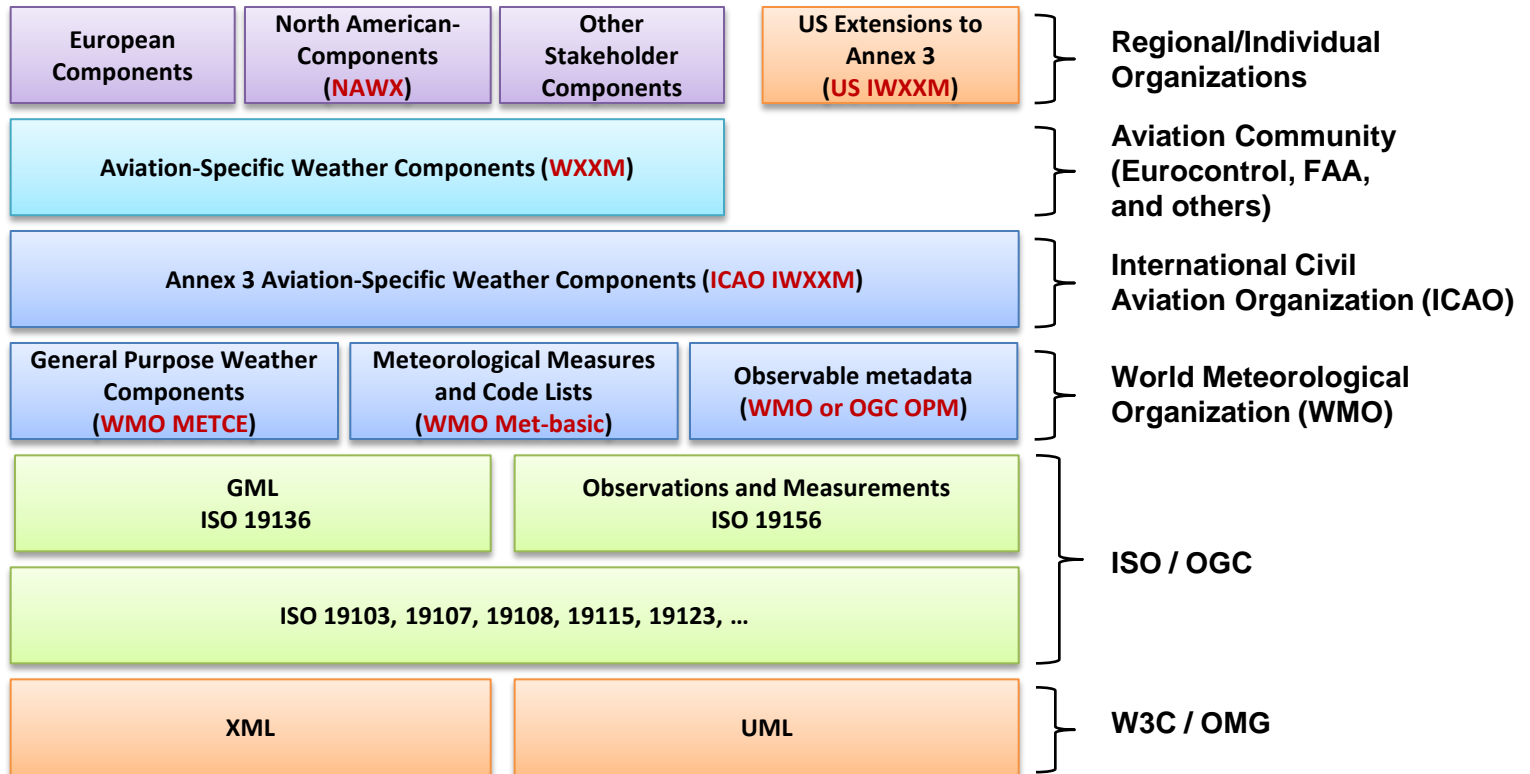 European
Components
North American-
Components
(NAWX)
Other
Stakeholder
Components
US Extensions to
Annex 3
(US IWXXM)
Regional/Individual
Organizations
Aviation-Specific Weather Components (WXXM)
Aviation Community
(Eurocontrol, FAA,
and others)
Annex 3 Aviation-Specific Weather Components (ICAO IWXXM)
International Civil
Aviation Organization (ICAO)
General Purpose Weather
Components
(WMO METCE)
Meteorological Measures
and Code Lists
(WMO Met-basic)
Observable metadata
(WMO or OGC OPM)
World Meteorological
Organization (WMO)
GML
ISO 19136
Observations and Measurements
ISO 19156
ISO 19103, 19107, 19108, 19115, 19123, …
ISO / OGC
XML
UML
W3C / OMG